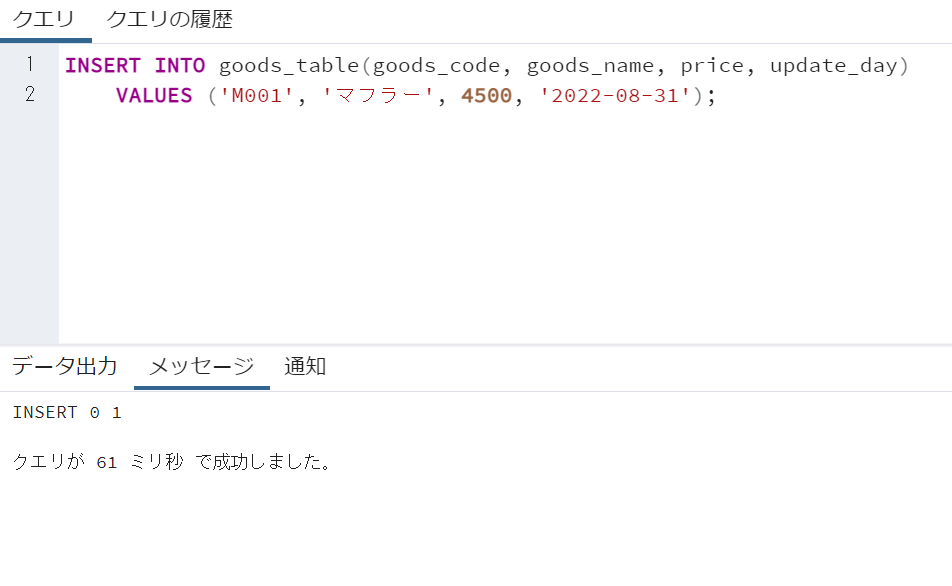 クエリ クエリの履歴
1 INSERT INTO goods_table(goods_code, goods_name, price, update_day)
2 VALUES ('M001', 'マフラー', 4500, '2022-08-31');
データ出力 メッセージ 通知
INSERT 0 1
クエリが 61 ミリ秒 で成功しました。